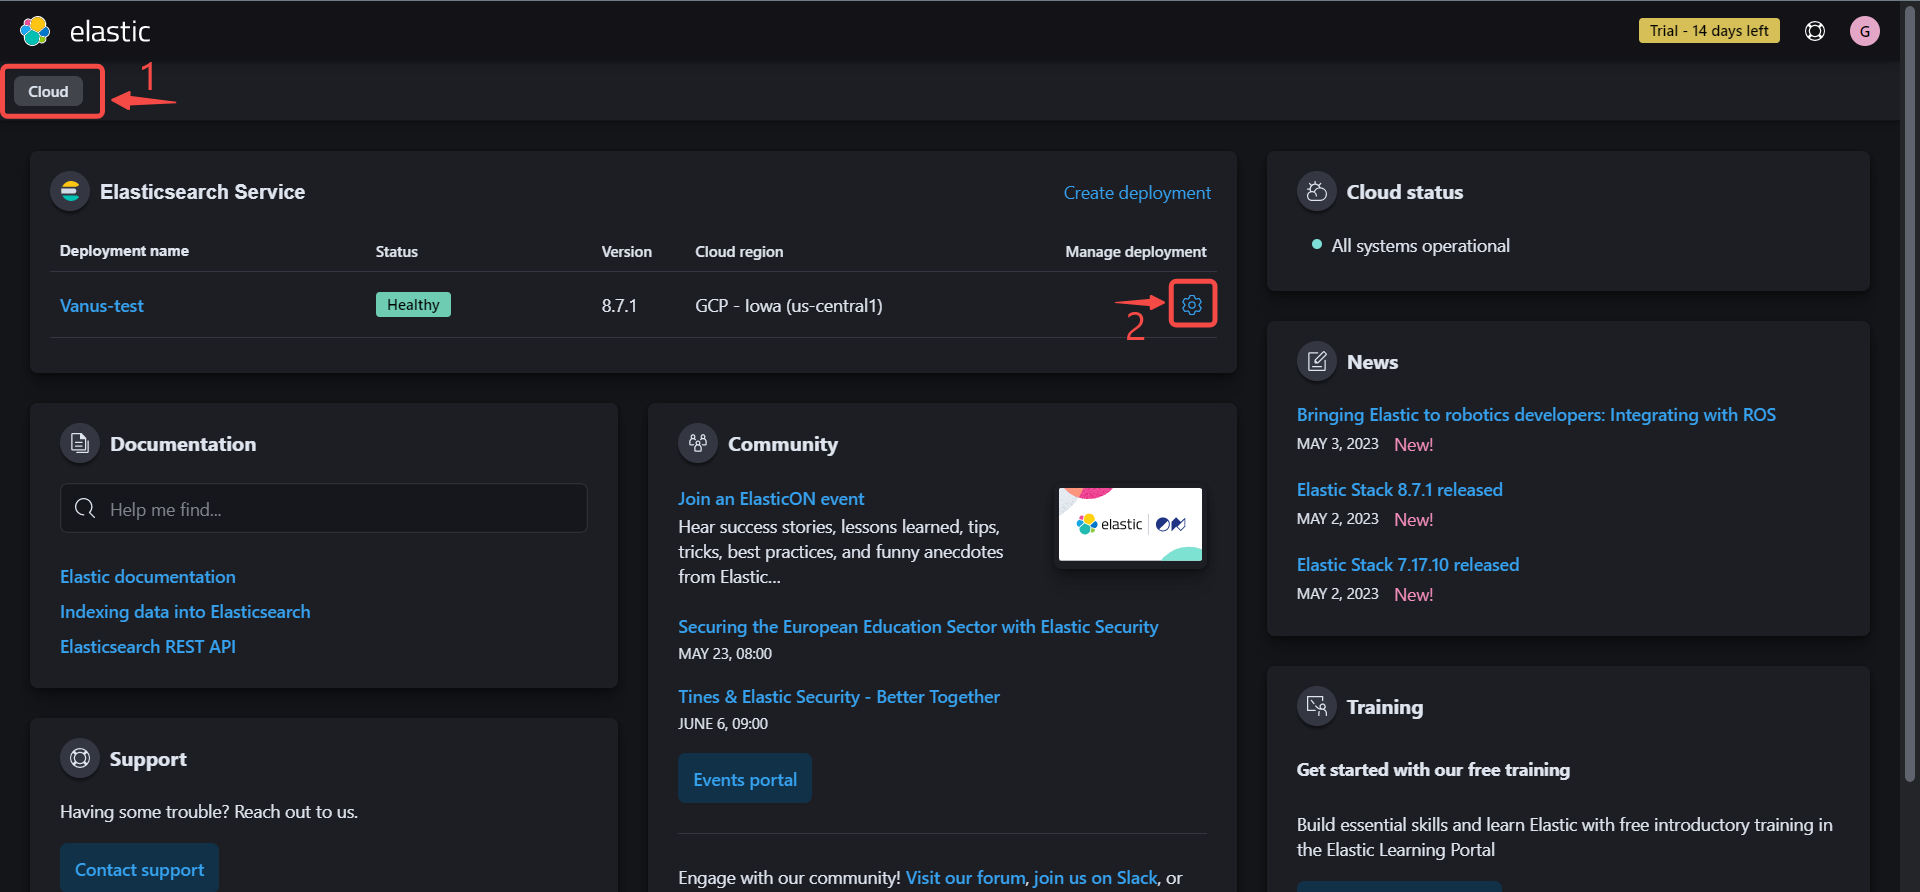 elastic
Trial - 14 days left
G
Cloud
1
Elasticsearch Service
Create deployment
Deployment name Status Version Cloud region Manage deployment
Vanus-test Healthy 8.7.1 GCP - Iowa (us-central1)
2
Documentation
Help me find...
Elastic documentation
Indexing data into Elasticsearch
Elasticsearch REST API
Support
Having some trouble? Reach out to us.
Contact support
Community
Join an ElasticON event
Hear success stories, lessons learned, tips,
tricks, best practices, and funny anecdotes
from Elastic...
elastic ON
Securing the European Education Sector with Elastic Security
MAY 23, 08:00
Tines & Elastic Security - Better Together
JUNE 6, 09:00
Events portal
Engage with our community! Visit our forum, join us on Slack, or
Cloud status
All systems operational
News
Bringing Elastic to robotics developers: Integrating with ROS
MAY 3, 2023 New!
Elastic Stack 8.7.1 released
MAY 2, 2023 New!
Elastic Stack 7.17.10 released
MAY 2, 2023 New!
Training
Get started with our free training
Build essential skills and learn Elastic with free introductory training in
the Elastic Learning Portal